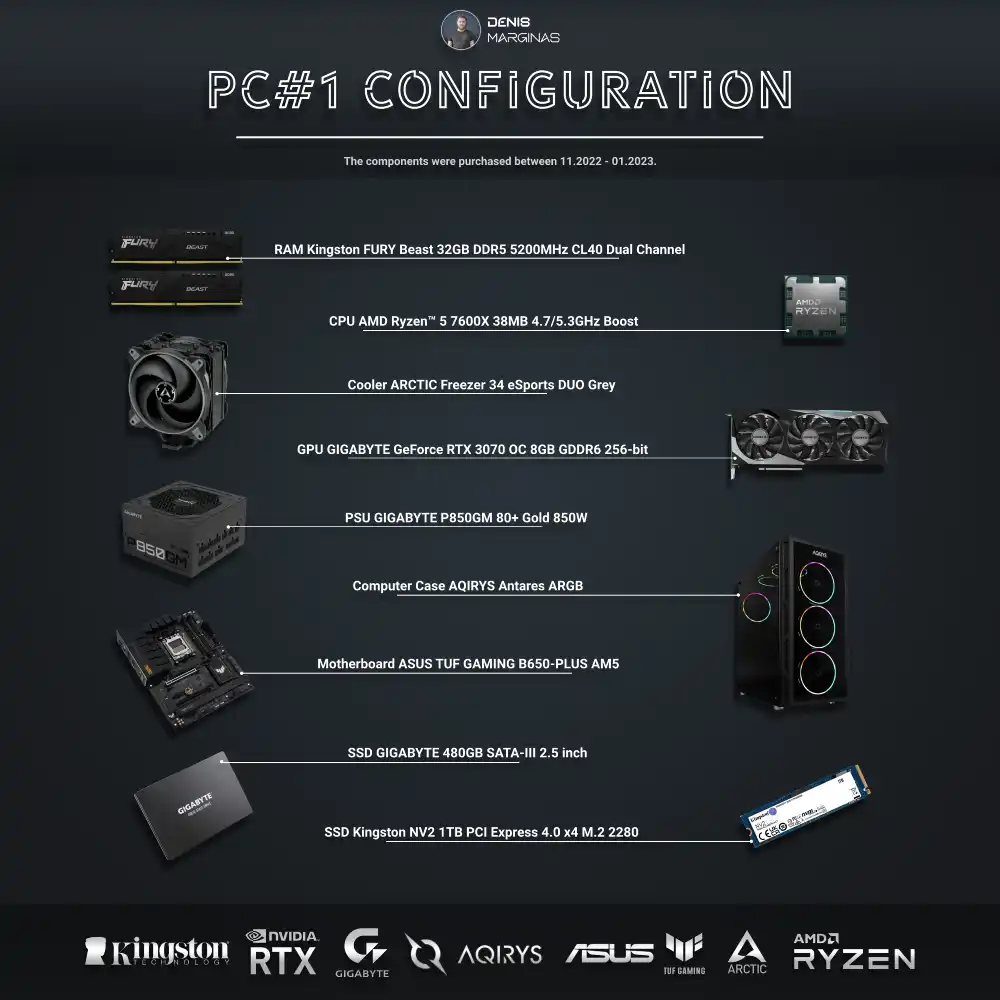 DENIS
MARGINAS
PC#1 CONFIGURATION
The components were purchased between 11.2022 - 01.2023.
FURY BEAST
RAM Kingston FURY Beast 32GB DDR5 5200MHz CL40 Dual Channel
FURY BEAST
AMD
RYZEN
CPU AMD Ryzen™ 5 7600X 38MB 4.7/5.3GHz Boost
Cooler ARCTIC Freezer 34 eSports DUO Grey
GPU GIGABYTE GeForce RTX 3070 OC 8GB GDDR6 256-bit
GIGABYTE
P850GM
PSU GIGABYTE P850GM 80+ Gold 850W
AQIRYS
Computer Case AQIRYS Antares ARGB
Motherboard ASUS TUF GAMING B650-PLUS AM5
SSD GIGABYTE 480GB SATA-III 2.5 inch
GIGABYTE
Kingston
SSD Kingston NV2 1TB PCI Express 4.0 x4 M.2 2280
Kingston TECHNOLOGY
NVIDIA.
RTX
GIGABYTE
AQIRYS
ASUS
TUF GAMING
ARCTIC
AMD
RYZEN